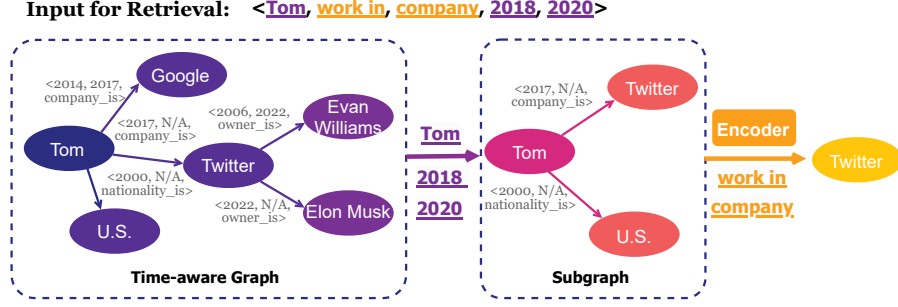 Input for Retrieval: <Tom, work in, company, 2018, 2020>
<2014, 2017,
company_is>
Google
<2017, N/A,
company_is>
<2006, 2022,
owner_is>
Evan
Williams
Tom
Twitter
<2000, N/A,
nationality_is>
<2022, N/A,
owner_is>
Elon Musk
U.S.
Time-aware Graph
Tom
2018
2020
<2017, N/A,
company_is>
Twitter
Tom
<2000, N/A,
nationality_is>
U.S.
Subgraph
Encoder
work in
company
Twitter